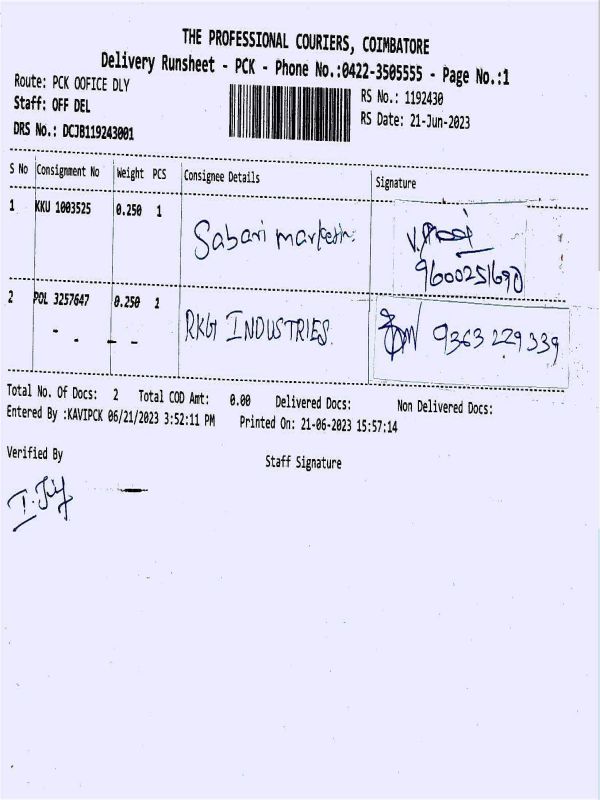 THE PROFESSIONAL COURIERS, COIMBATORE
Delivery Runsheet - PCK - Phone No.:0422-3505555 - Page No.:1
Route: PCK OOFICE DLY
RS No.: 1192430
Staff: OFF DEL
RS Date: 21-Jun-2023
DRS No.: DCJB119243001
S No Consignment No Weight PCS Consignee Details Signature
1 KKU 1003525 0.250 1 Sabari
9600251690
2 POL 3257647 0.250 1 RKG INDUSTRIES. 9363 229 339
Total No. Of Docs: 2 Total COD Amt: 0.00 Delivered Docs: Non Delivered Docs:
Entered By :KAVIPCK 06/21/2023 3:52:11 PM Printed On: 21-06-2023 15:57:14
Verified By Staff Signature